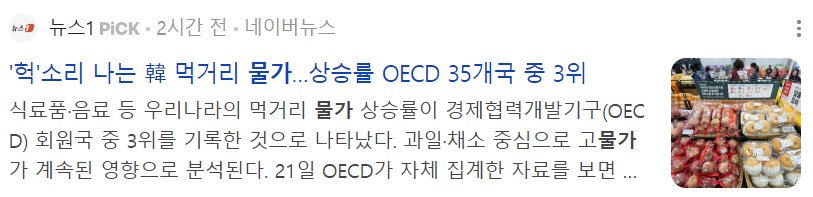 뉴스1 뉴스1 PiCK · 2시간 전 · 네이버뉴스
'헉'소리 나는 韓 먹거리 물가...상승률 OECD 35개국 중 3위
식료품·음료 등 우리나라의 먹거리 물가 상승률이 경제협력개발기구(OEC
D) 회원국 중 3위를 기록한 것으로 나타났다. 과일·채소 중심으로 고물가
가 계속된 영향으로 분석된다. 21일 OECD가 자체 집계한 자료를 보면 ...